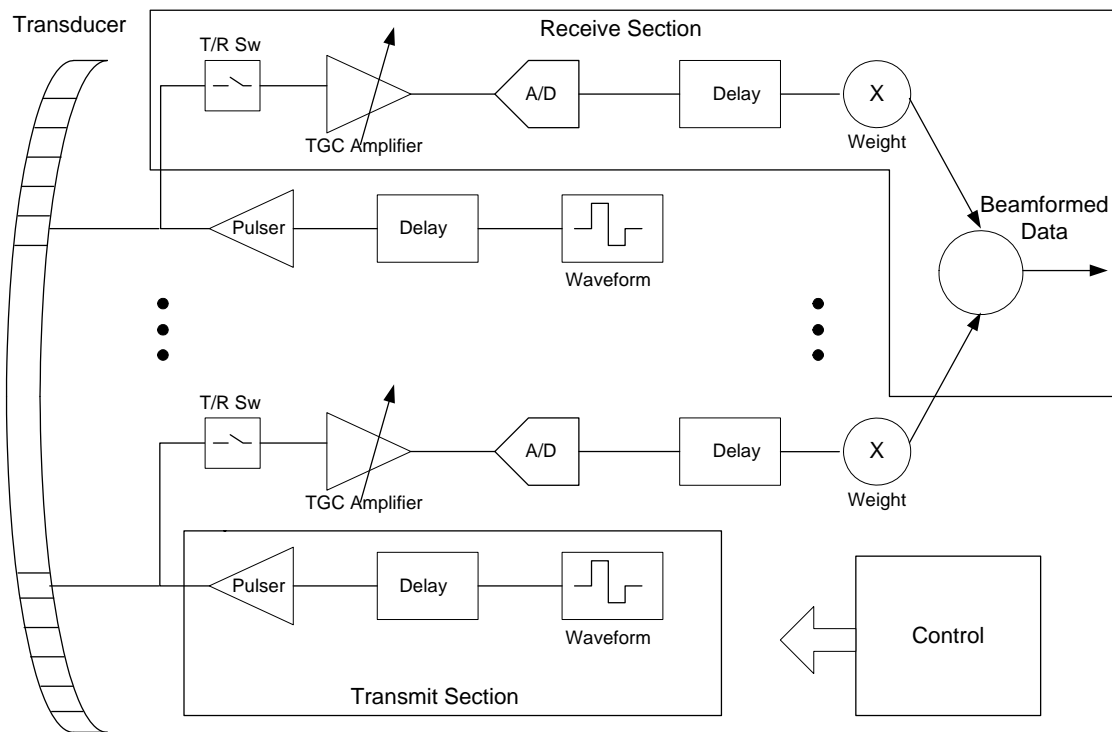 Transducer
Receive Section
T/R Sw
TGC Amplifier
A/D
Delay
X
Weight
Pulser
Delay
Waveform
Beamformed
Data
T/R Sw
TGC Amplifier
A/D
Delay
X
Weight
Pulser
Delay
Waveform
Transmit Section
Control